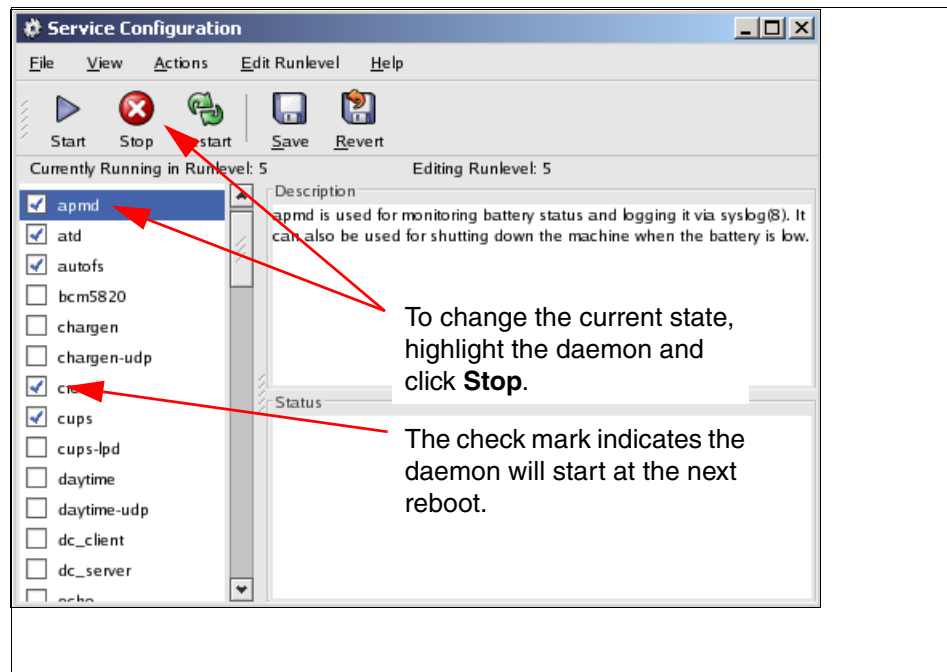 Service Configuration
File View Actions Edit Runlevel Help
Start Stop Restart Save Revert
Currently Running in Runlevel: 5 Editing Runlevel: 5
apmd
atd
autofs
bcm5820
chargen
chargen-udp
cups
cups-lpd
daytime
daytime-udp
dc_client
dc_server
Description
apmd is used for monitoring battery status and logging it via syslog(8). It
can also be used for shutting down the machine when the battery is low.
To change the current state,
highlight the daemon and
click Stop.
Status
The check mark indicates the
daemon will start at the next
reboot.